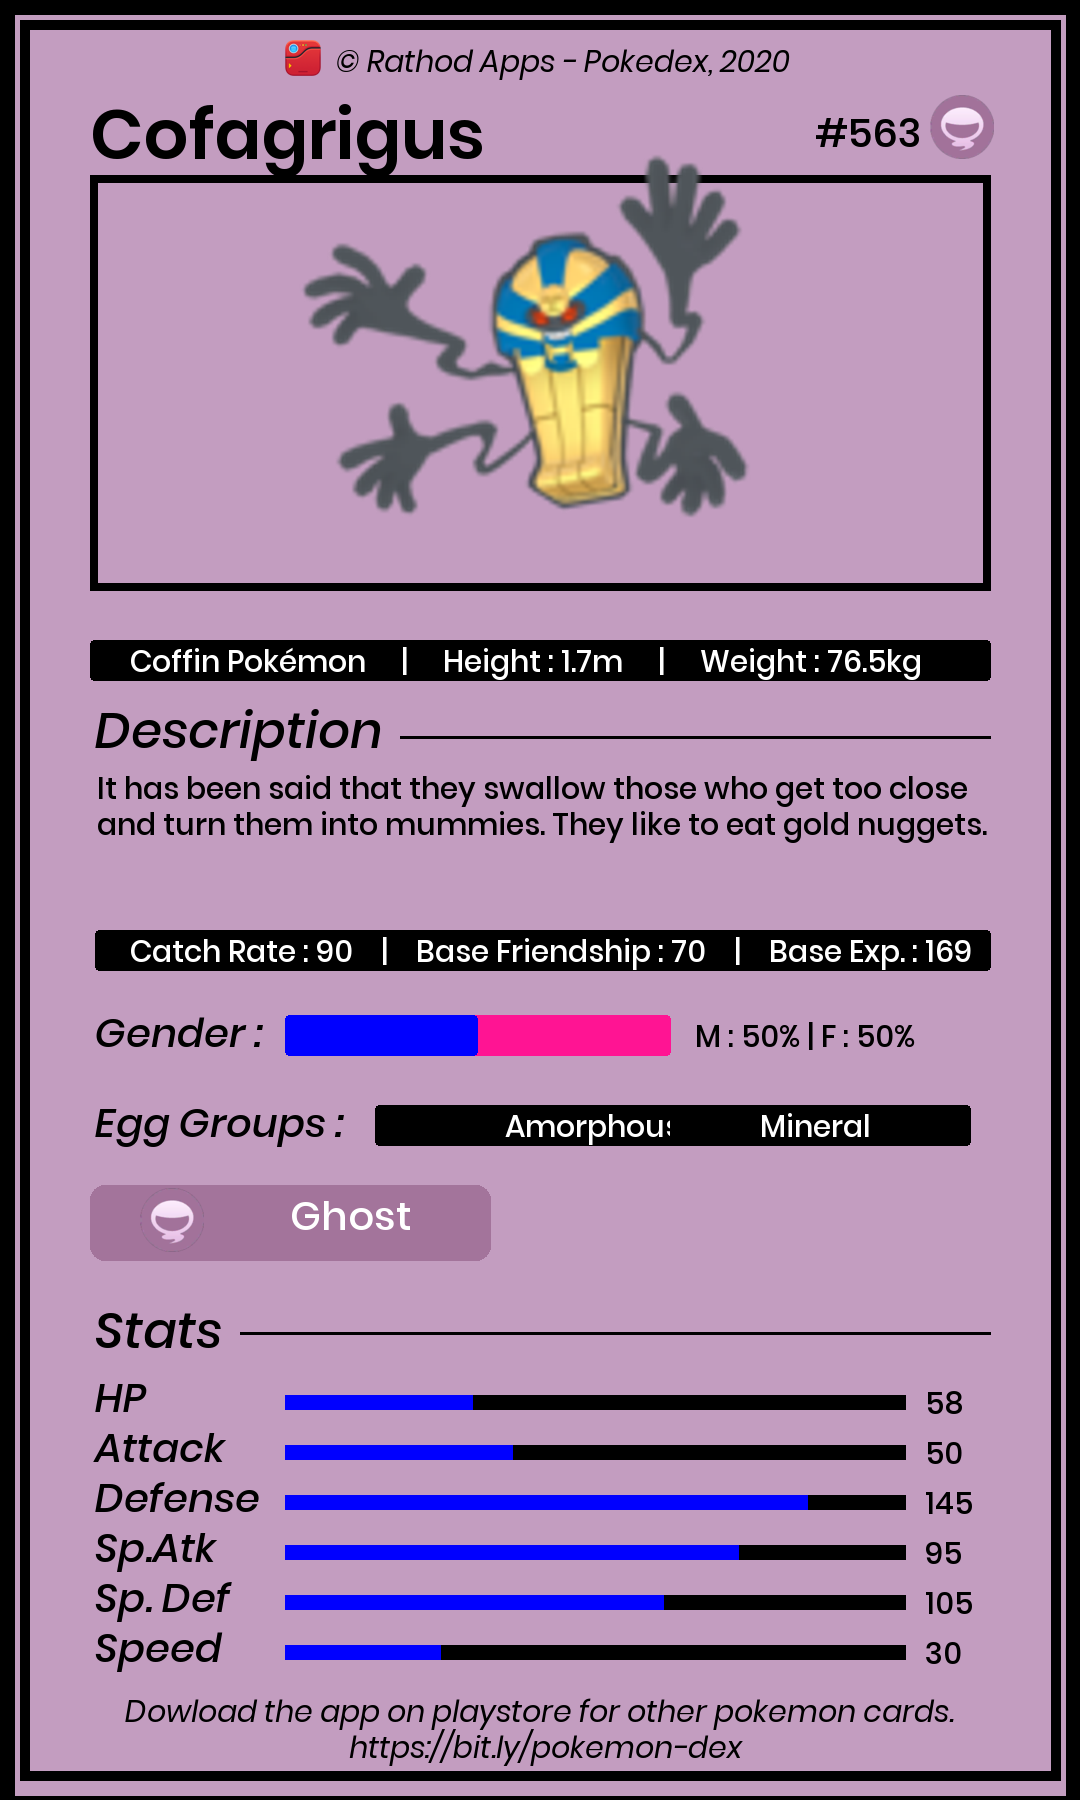 © Rathod Apps - Pokedex, 2020
Cofagrigus
#563
Coffin Pokémon | Height : 1.7m | Weight : 76.5kg
Description
It has been said that they swallow those who get too close
and turn them into mummies. They like to eat gold nuggets.
Catch Rate : 90 | Base Friendship : 70 | Base Exp. : 169
Gender : M : 50% | F : 50%
Egg Groups : Amorphous Mineral
Ghost
Stats
HP 58
Attack 50
Defense 145
Sp.Atk 95
Sp. Def 105
Speed 30
Dowload the app on playstore for other pokemon cards.
https://bit.ly/pokemon-dex